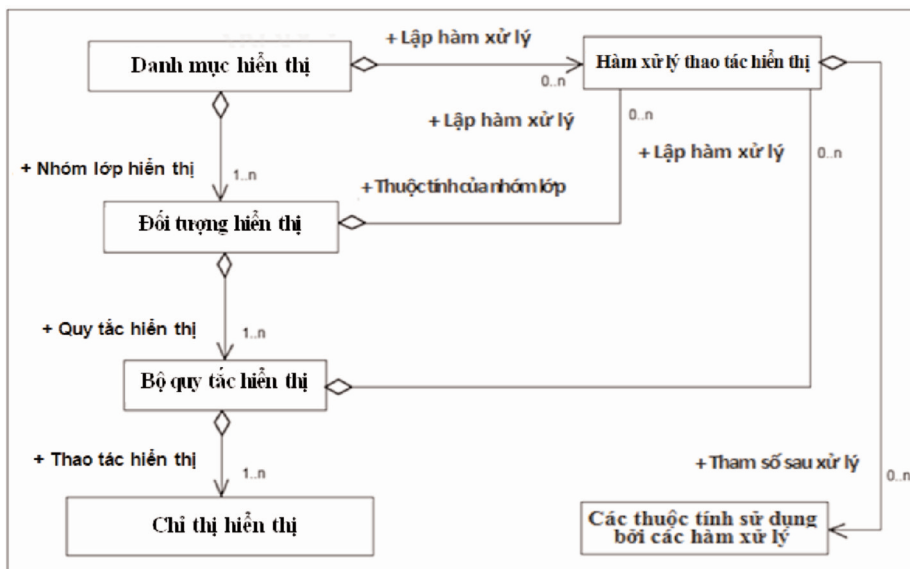 + Lập hàm xử lý
Danh mục hiển thị
Hàm xử lý thao tác hiển thị
0..n
+ Lập hàm xử lý
0..n
+ Lập hàm xử lý
0..n
+ Nhóm lớp hiển thị
1..n
+ Thuộc tính của nhóm lớp
Đối tượng hiển thị
+ Quy tắc hiển thị
1..n
Bộ quy tắc hiển thị
+ Thao tác hiển thị
1..n
+ Tham số sau xử lý
0..n
Chỉ thị hiển thị
Các thuộc tính sử dụng
bởi các hàm xử lý